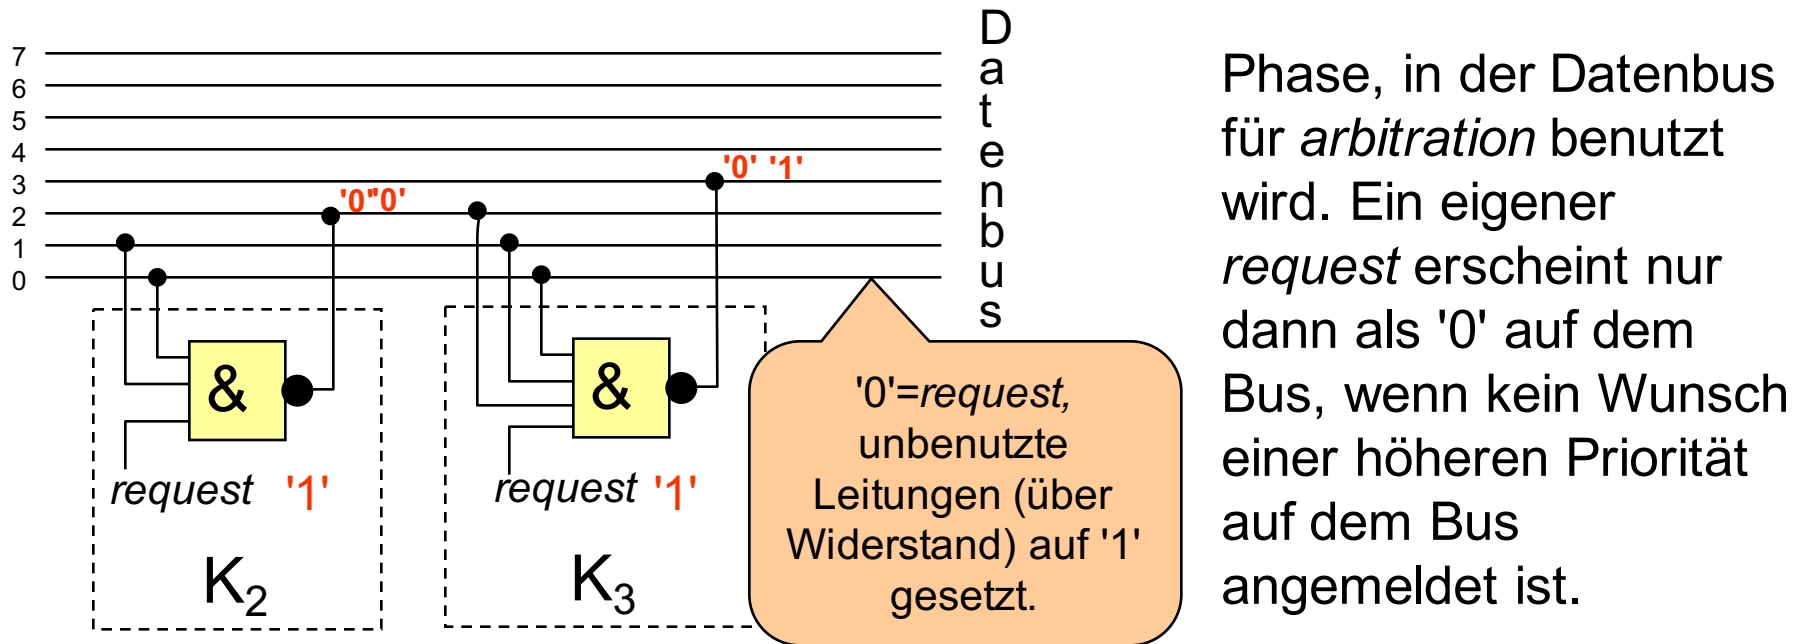 7
6
5
4
3
2
1
0
'0''0'
'0' '1'
D
a
t
e
n
b
u
s
&
request '1'
K2
&
request '1'
K3
'0'=request,
unbenutzte
Leitungen (über
Widerstand) auf '1'
gesetzt.
Phase, in der Datenbus
für arbitration benutzt
wird. Ein eigener
request erscheint nur
dann als '0' auf dem
Bus, wenn kein Wunsch
einer höheren Priorität
auf dem Bus
angemeldet ist.